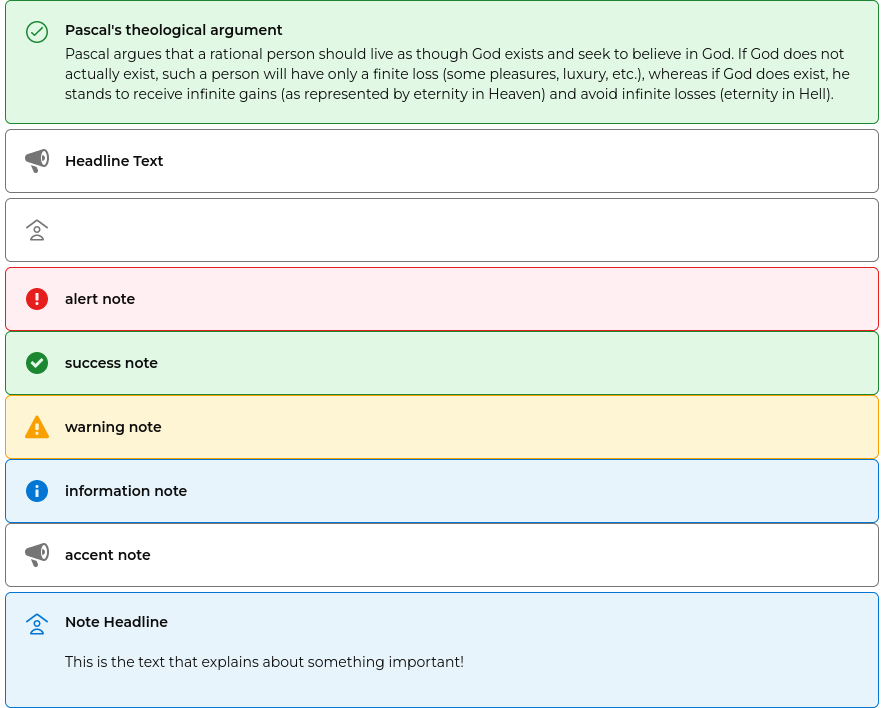 Pascal's theological argument
Pascal argues that a rational person should live as though God exists and seek to believe in God. If God does not
actually exist, such a person will have only a finite loss (some pleasures, luxury, etc.), whereas if God does exist, he
stands to receive infinite gains (as represented by eternity in Heaven) and avoid infinite losses (eternity in Hell).
Headline Text
alert note
success note
warning note
information note
accent note
Note Headline
This is the text that explains about something important!